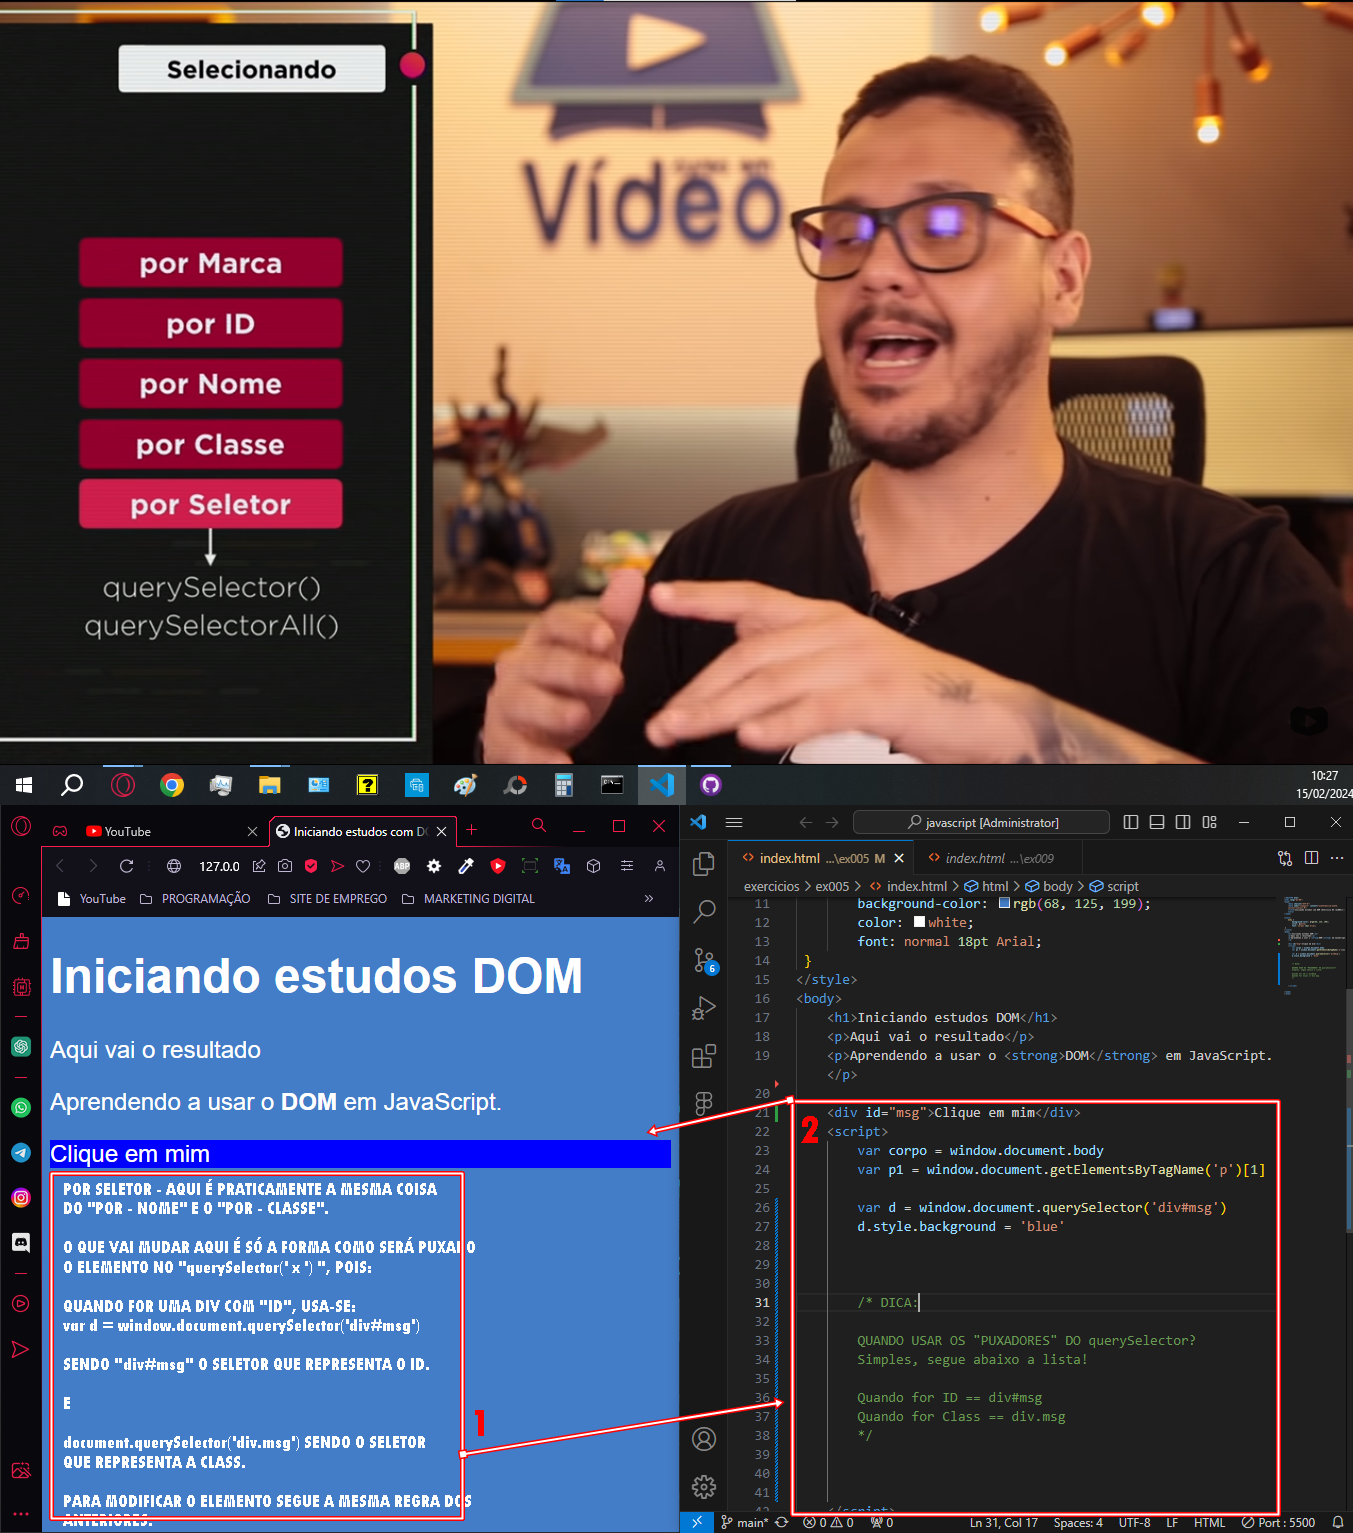 Selecionando
por Marca
por ID
por Nome
por Classe
por Seletor
querySelector()
querySelectorAll()
Vídeo
10:27
15/02/2024
YouTube
Iniciando estudos com DO
127.0.0
ABP
YouTube
PROGRAMAÇÃO
SITE DE EMPREGO
MARKETING DIGITAL
»
Iniciando estudos DOM
Aqui vai o resultado
Aprendendo a usar o DOM em JavaScript.
Clique em mim
POR SELETOR - AQUI É PRATICAMENTE A MESMA COISA
DO "POR - NOME" E O "POR - CLASSE".
O QUE VAI MUDAR AQUI É SÓ A FORMA COMO SERÁ PUXADO
O ELEMENTO NO "querySelector(' x ') ", POIS:
QUANDO FOR UMA DIV COM "ID", USA-SE:
var d = window.document.querySelector('div#msg')
SENDO "div#msg" O SELETOR QUE REPRESENTA O ID.
E
document.querySelector('div.msg') SENDO O SELETOR
QUE REPRESENTA A CLASS.
PARA MODIFICAR O ELEMENTO SEGUE A MESMA REGRA DOS
ANTERIORES.
1
javascript [Administrator]
index.html ...\ex005 M
index.html ...\ex009
exercicios > ex005 > index.html > html > body > script
6
11 background-color: rgb(68, 125, 199);
12 color: white;
13 font: normal 18pt Arial;
14 }
15 </style>
16 <body>
17 <h1>Iniciando estudos DOM</h1>
18 <p>Aqui vai o resultado</p>
19 <p>Aprendendo a usar o <strong>DOM</strong> em JavaScript.
</p>
20
21 <div id="msg">Clique em mim</div>
2
22 <script>
23 var corpo = window.document.body
24 var p1 = window.document.getElementsByTagName('p')[1]
25
26 var d = window.document.querySelector('div#msg')
27 d.style.background = 'blue'
28
29
30
31 /* DICA:
32
33 QUANDO USAR OS "PUXADORES" DO querySelector?
34 Simples, segue abaixo a lista!
35
36 Quando for ID == div#msg
37 Quando for Class == div.msg
38 */
39
40
41
42 </script>
main* 0 0 0 Ln 31, Col 17 Spaces: 4 UTF-8 LF HTML Port : 5500